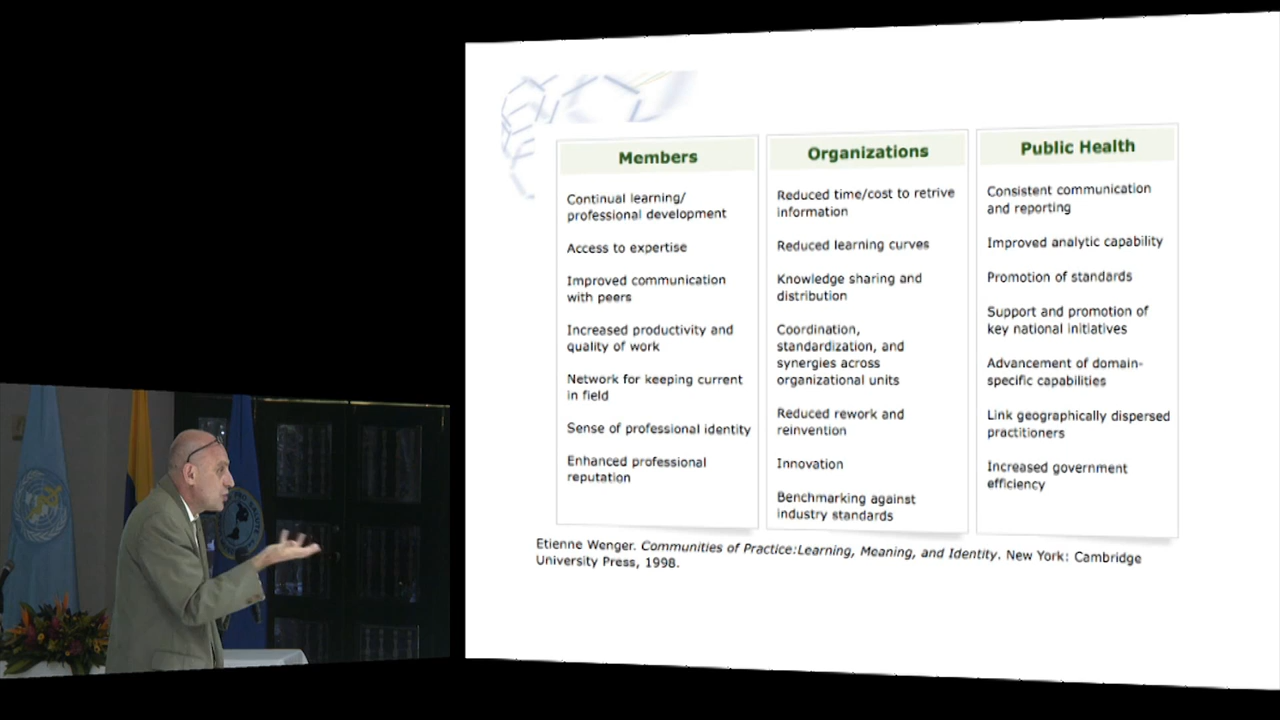 Members
Continual learning/
professional development
Access to expertise
Improved communication
with peers
Increased productivity and
quality of work
Network for keeping current
in field
Sense of professional identity
Enhanced professional
reputation
Organizations
Reduced time/cost to retrive
information
Reduced learning curves
Knowledge sharing and
distribution
Coordination,
standardization, and
synergies across
organizational units
Reduced rework and
reinvention
Innovation
Benchmarking against
industry standards
Public Health
Consistent communication
and reporting
Improved analytic capability
Promotion of standards
Support and promotion of
key national initiatives
Advancement of domain-
specific capabilities
Link geographically dispersed
practitioners
Increased government
efficiency
Etienne Wenger. Communities of Practice:Learning, Meaning, and Identity. New York: Cambridge
University Press, 1998.